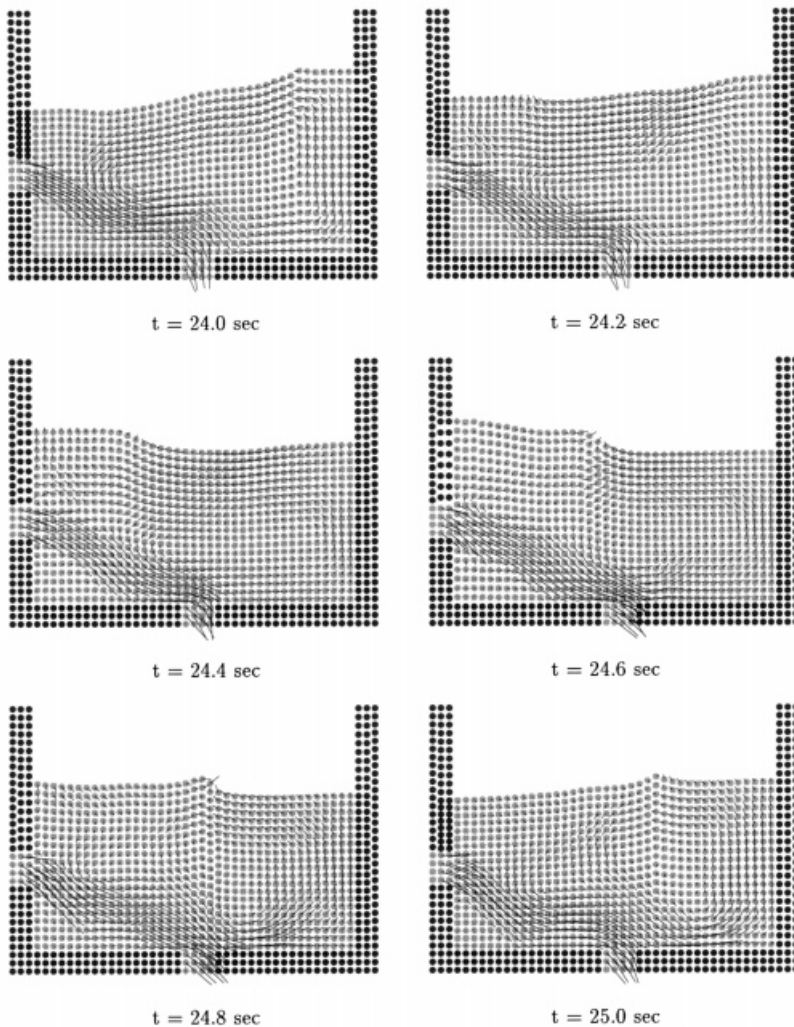 t = 24.0 sec
t = 24.2 sec
t = 24.4 sec
t = 24.6 sec
t = 24.8 sec
t = 25.0 sec